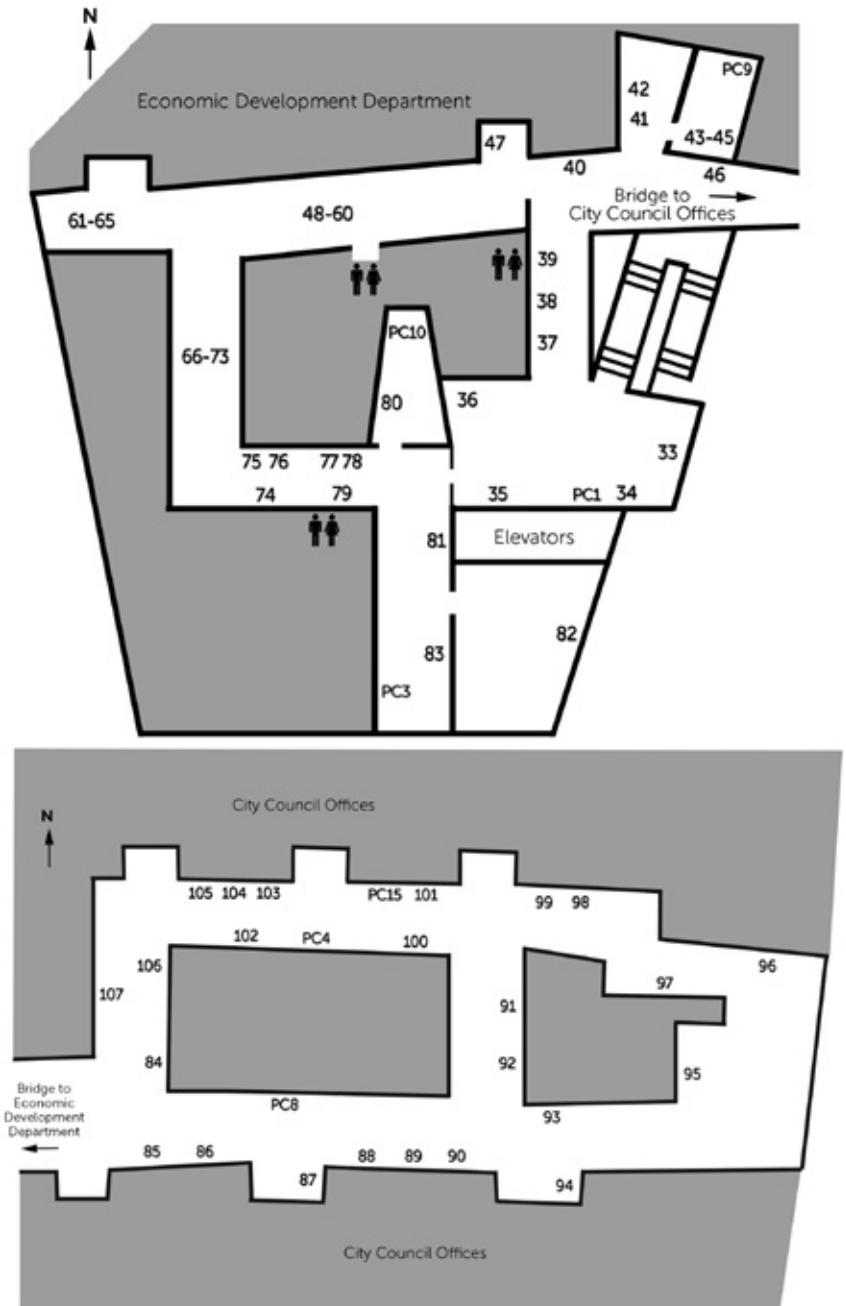 N
PC9
42
Economic Development Department
41
47
43-45
40
46
Bridge to
City Council Offices
61-65
48-60
39
38
PC10
37
66-73
80
36
33
75 76 77 78
74 79 35 PC1 34
81
Elevators
82
83
PC3
City Council Offices
N
105 104 103 PC15 101 99 98
102 PC4 100
106
96
107
97
91
84
92
95
Bridge to
Economic
Development
Department
PC8
93
85 86 88 89 90
87
94
City Council Offices